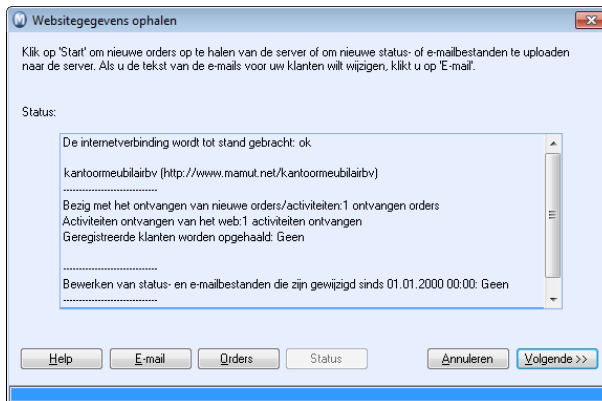 Websitegegevens ophalen
Klik op 'Start' om nieuwe orders op te halen van de server of om nieuwe status- of e-mailbestanden te uploaden
naar de server. Als u de tekst van de e-mails voor uw klanten wilt wijzigen, klikt u op 'E-mail'.
Status:
De internetverbinding wordt tot stand gebracht: ok
kantoormeubilairbv (http://www.mamut.net/kantoormeubilairbv)
------------------------------
Bezig met het ontvangen van nieuwe orders/activiteiten:1 ontvangen orders
Activiteiten ontvangen van het web:1 activiteiten ontvangen
Geregistreerde klanten worden opgehaald: Geen
------------------------------
Bewerken van status- en e-mailbestanden die zijn gewijzigd sinds 01.01.2000 00:00: Geen
------------------------------
Help E-mail Orders Status Annuleren Volgende >>